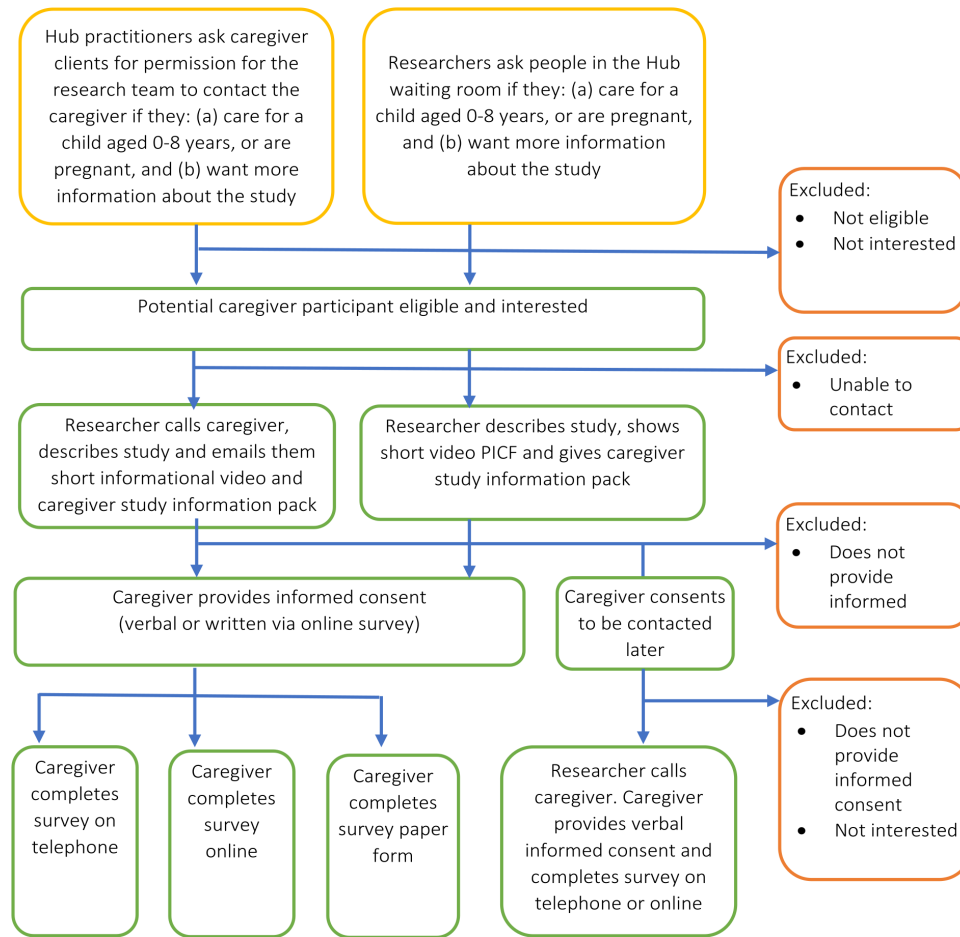 Hub practitioners ask caregiver
clients for permission for the
research team to contact the
caregiver if they: (a) care for a
child aged 0-8 years, or are
pregnant, and (b) want more
information about the study
Researchers ask people in the Hub
waiting room if they: (a) care for a
child aged 0-8 years, or are pregnant,
and (b) want more information
about the study
Excluded:
• Not eligible
• Not interested
Potential caregiver participant eligible and interested
Excluded:
• Unable to
contact
Researcher calls caregiver,
describes study and emails them
short informational video and
caregiver study information pack
Researcher describes study, shows
short video PICF and gives caregiver
study information pack
Excluded:
• Does not
provide
informed
Caregiver provides informed consent
(verbal or written via online survey)
Caregiver consents
to be contacted
later
Excluded:
• Does not
provide
informed
consent
• Not interested
Caregiver
completes
survey on
telephone
Caregiver
completes
survey
online
Caregiver
completes
survey paper
form
Researcher calls
caregiver. Caregiver
provides verbal
informed consent and
completes survey on
telephone or online